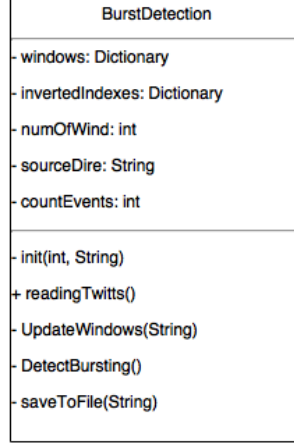 BurstDetection
- windows: Dictionary
- invertedIndexes: Dictionary
- numOfWind: int
- sourceDire: String
- countEvents: int
- init(int, String)
+ readingTwitts()
- UpdateWindows(String)
- DetectBursting()
- saveToFile(String)